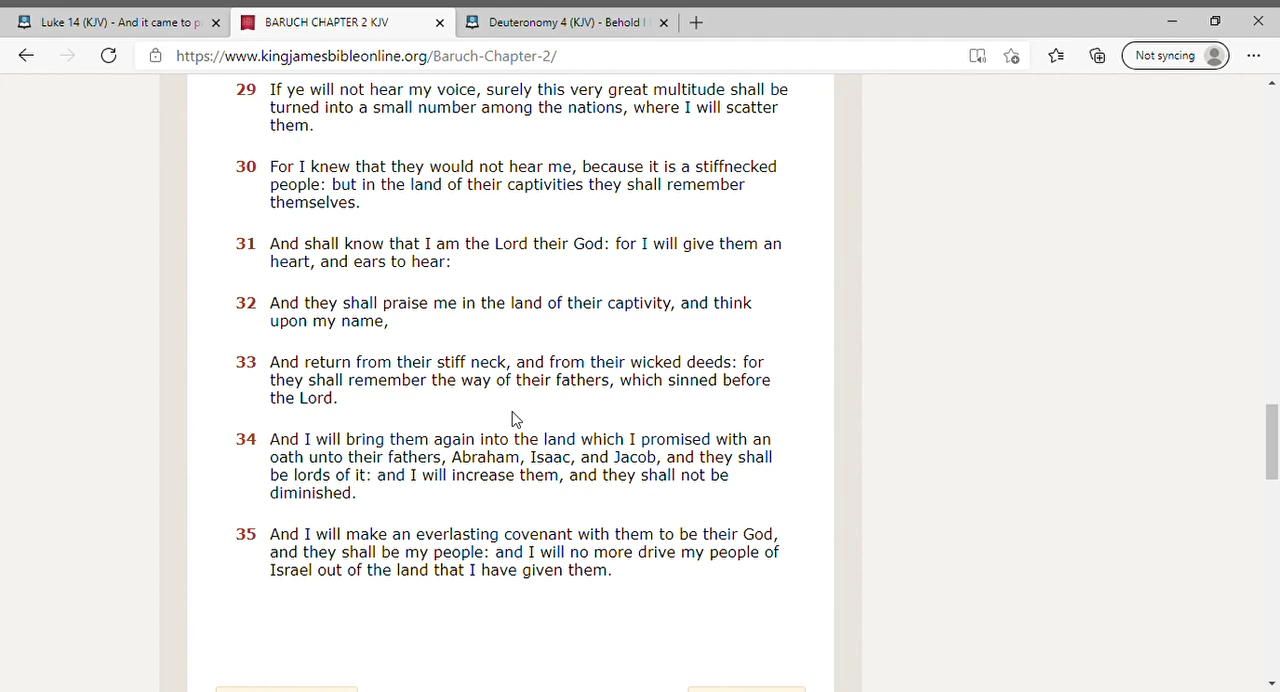 Luke 14 (KJV) - And it came to p
BARUCH CHAPTER 2 KJV
Deuteronomy 4 (KJV) - Behold I
https://www.kingjamesbibleonline.org/Baruch-Chapter-2/
Not syncing
29 If ye will not hear my voice, surely this very great multitude shall be
turned into a small number among the nations, where I will scatter
them.
30 For I knew that they would not hear me, because it is a stiffnecked
people: but in the land of their captivities they shall remember
themselves.
31 And shall know that I am the Lord their God: for I will give them an
heart, and ears to hear:
32 And they shall praise me in the land of their captivity, and think
upon my name,
33 And return from their stiff neck, and from their wicked deeds: for
they shall remember the way of their fathers, which sinned before
the Lord.
34 And I will bring them again into the land which I promised with an
oath unto their fathers, Abraham, Isaac, and Jacob, and they shall
be lords of it: and I will increase them, and they shall not be
diminished.
35 And I will make an everlasting covenant with them to be their God,
and they shall be my people: and I will no more drive my people of
Israel out of the land that I have given them.